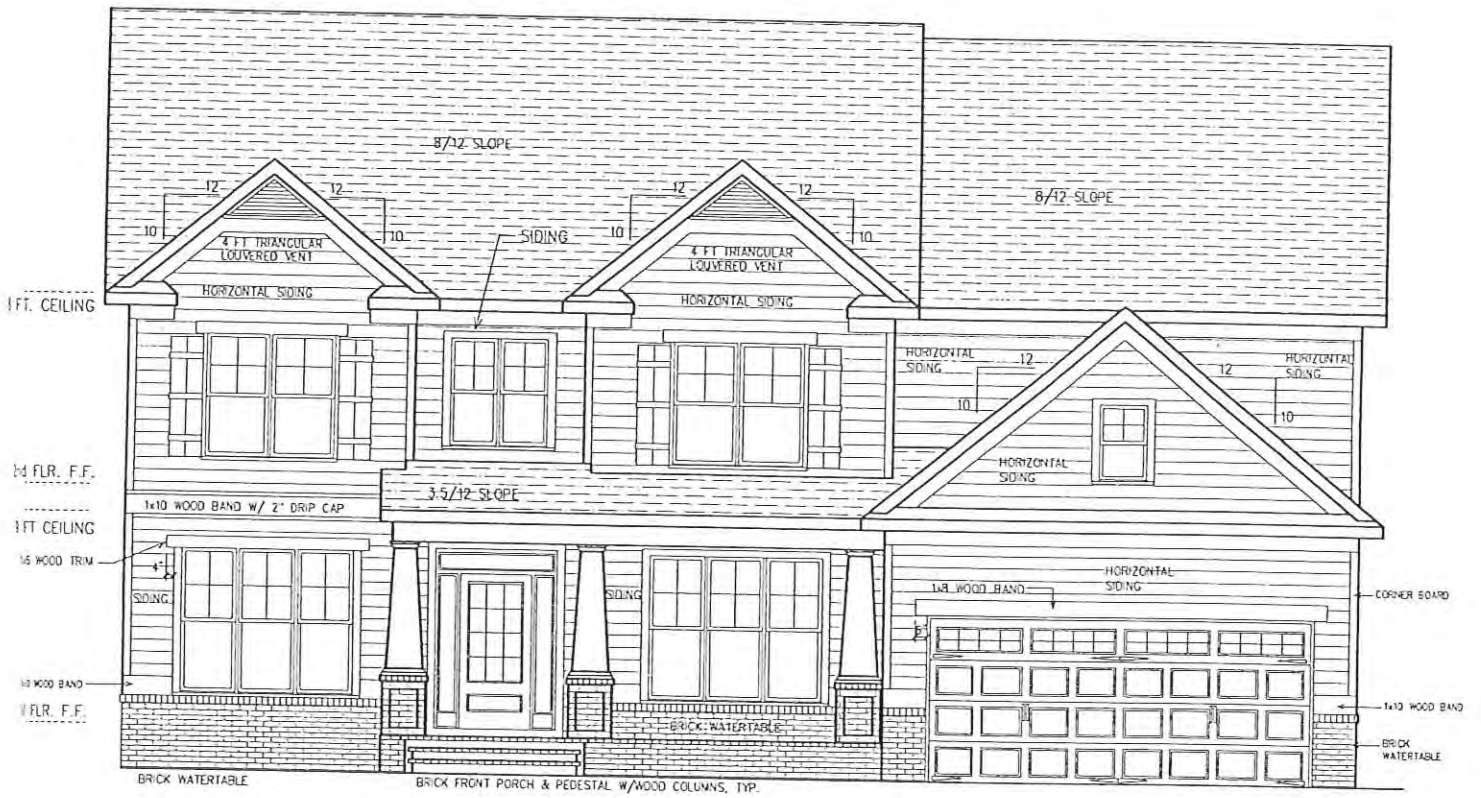 8/12 SLOPE
8/12 SLOPE
12
12
10
10
4 FT TRIANGULAR
LOUVERED VENT
HORIZONTAL SIDING
SIDING
12
12
10
10
4 FT TRIANGULAR
LOUVERED VENT
HORIZONTAL SIDING
FT. CEILING
HORIZONTAL
SIDING
12
10
12
10
HORIZONTAL
SIDING
HORIZONTAL
SIDING
FLR. F.F.
3.5/12 SLOPE
1x10 WOOD BAND W/ 2" DRIP CAP
FT CEILING
WOOD TRIM
4"
SIDING
SIDING
HORIZONTAL
SIDING
1x8 WOOD BAND
CORNER BOARD
WOOD BAND
FLR. F.F.
BRICK WATERTABLE
1x10 WOOD BAND
BRICK
WATERTABLE
BRICK WATERTABLE
BRICK FRONT PORCH & PEDESTAL W/WOOD COLUMNS, TYP.